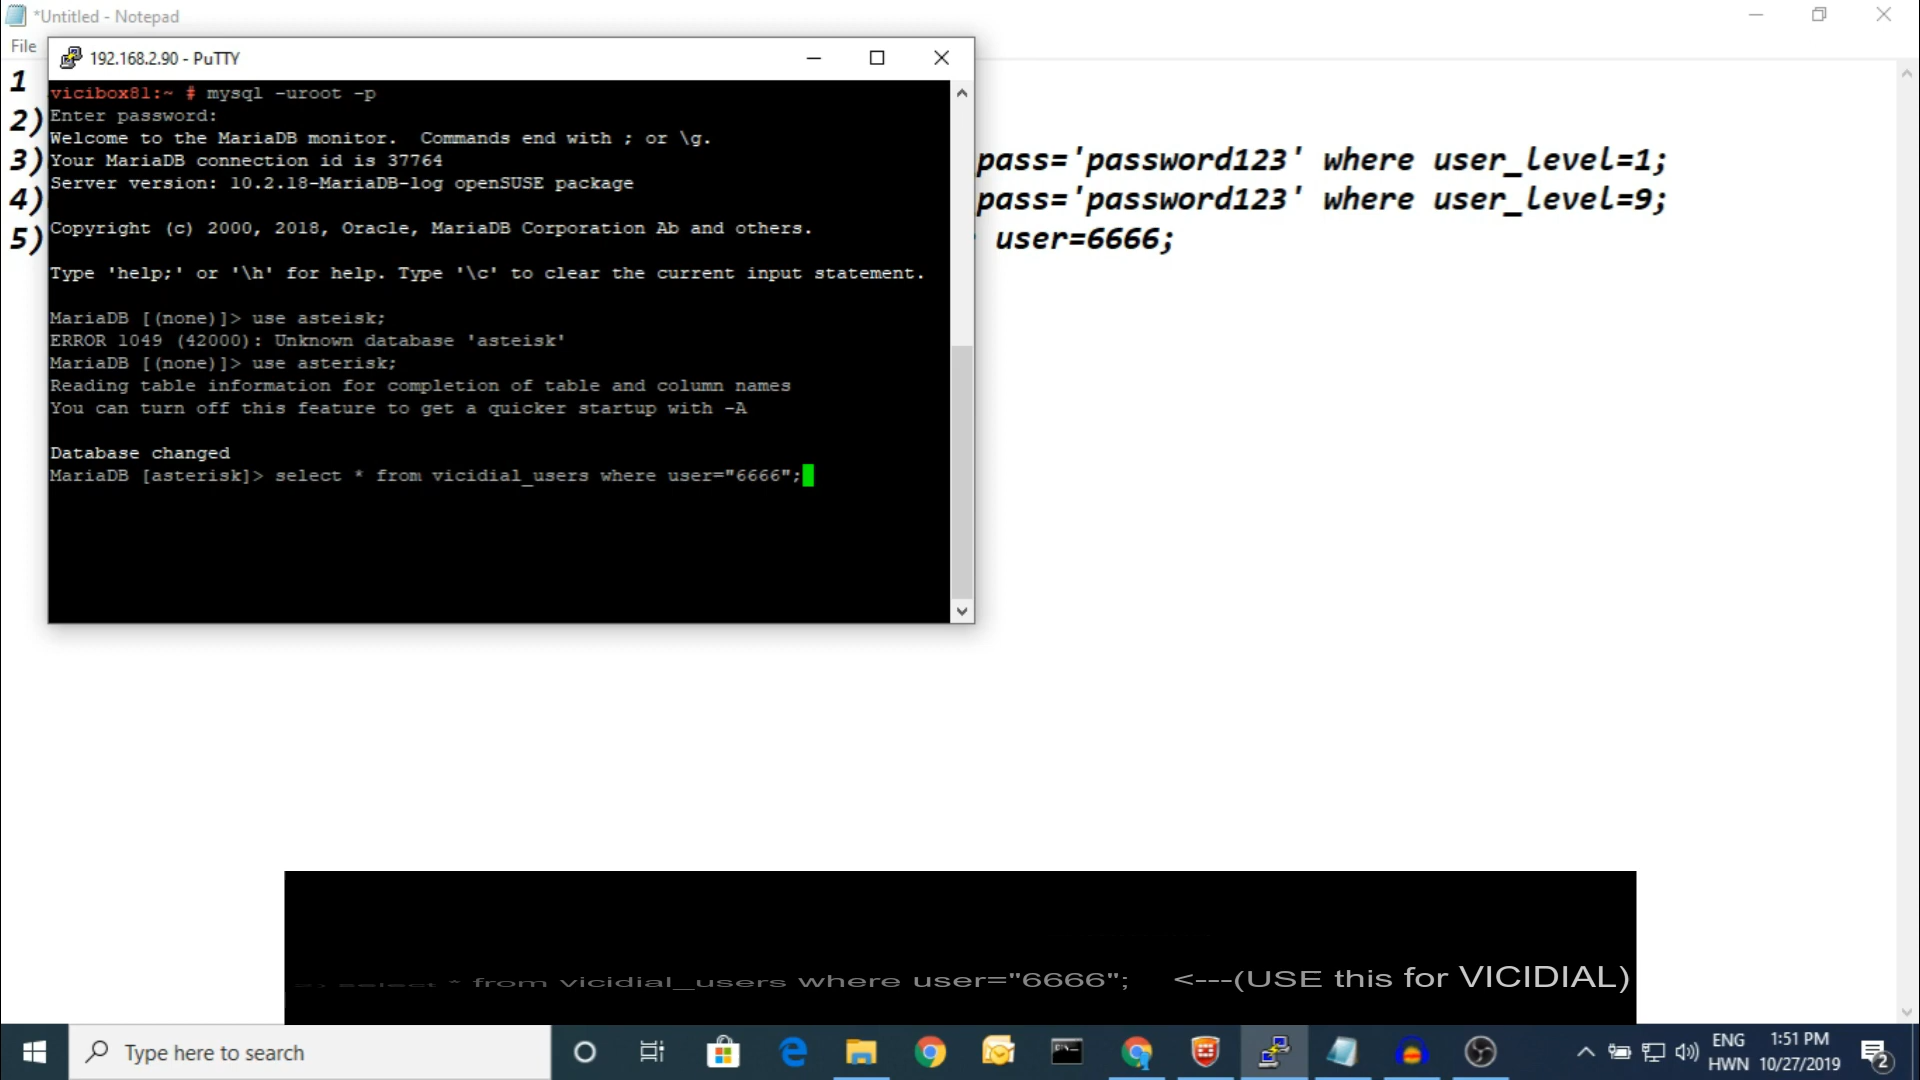 *Untitled - Notepad
File
192.168.2.90 - PuTTY
1
2)
3) pass='password123' where user_level=1;
4) pass='password123' where user_level=9;
5) user=6666;
vicibox81:~ # mysql -uroot -p
Enter password:
Welcome to the MariaDB monitor.  Commands end with ; or \g.
Your MariaDB connection id is 37764
Server version: 10.2.18-MariaDB-log openSUSE package
Copyright (c) 2000, 2018, Oracle, MariaDB Corporation Ab and others.
Type 'help;' or '\h' for help. Type '\c' to clear the current input statement.
MariaDB [(none)]> use asteisk;
ERROR 1049 (42000): Unknown database 'asteisk'
MariaDB [(none)]> use asterisk;
Reading table information for completion of table and column names
You can turn off this feature to get a quicker startup with -A
Database changed
MariaDB [asterisk]> select * from vicidial_users where user="6666";
select * from vicidial_users where user="6666"; <---(USE this for VICIDIAL)
Type here to search
ENG
HWN
1:51 PM
10/27/2019
2